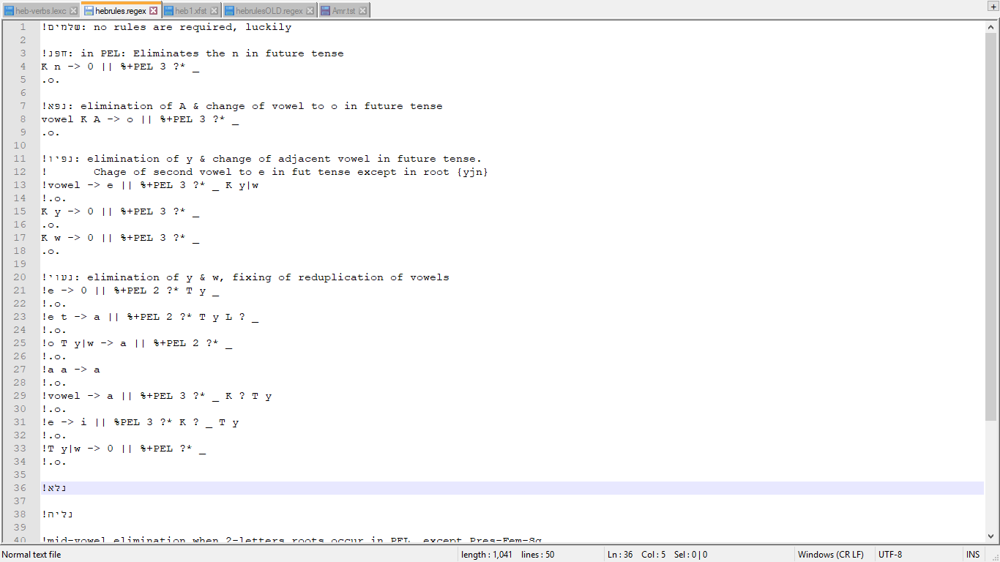 heb-verbs.lexc hebrules.regex heb1.xfst hebrulesOLD.regex Amr.tst
1 !שלמים: no rules are required, luckily
2
3 !חפנ: in PEL: Eliminates the n in future tense
4 K n -> 0 || %+PEL 3 ?* _
5 .o.
6
7 !נפא: elimination of A & change of vowel to o in future tense
8 vowel K A -> o || %+PEL 3 ?* _
9 .o.
10
11 !נפיו: elimination of y & change of adjacent vowel in future tense.
12 ! Chage of second vowel to e in fut tense except in root {yjn}
13 !vowel -> e || %+PEL 3 ?* _ K y|w
14 !.o.
15 K y -> 0 || %+PEL 3 ?* _
16 .o.
17 K w -> 0 || %+PEL 3 ?* _
18 .o.
19
20 !נעוי: elimination of y & w, fixing of reduplication of vowels
21 !e -> 0 || %+PEL 2 ?* T y _
22 !.o.
23 !e t -> a || %+PEL 2 ?* T y L ? _
24 !.o.
25 !o T y|w -> a || %+PEL 2 ?* _
26 !.o.
27 !a a -> a
28 !.o.
29 !vowel -> a || %+PEL 3 ?* _ K ? T y
30 !.o.
31 !e -> i || %PEL 3 ?* K ? _ T y
32 !.o.
33 !T y|w -> 0 || %+PEL ?* _
34 !.o.
35
36 !נלא
37
38 !נליה
39
40 !mid-vowel elimination when 2-letters roots occur in PEL, except Pres-Fem-Sg
Normal text file length : 1,041 lines : 50 Ln : 36 Col : 5 Sel : 0 | 0 Windows (CR LF) UTF-8 INS